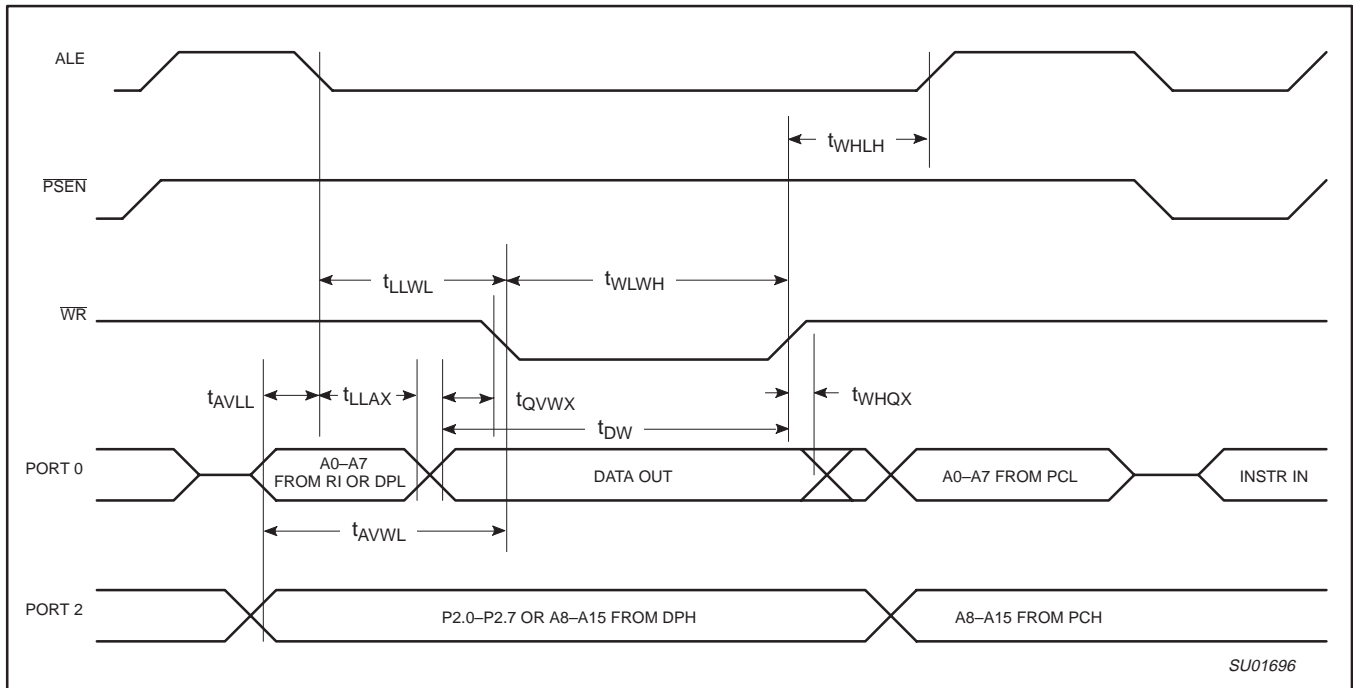 ALE
tWHLH
PSEN
tLLWL
tWLWH
WR
tAVLL
tLLAX
tQVWX
tWHQX
tDW
PORT 0
A0–A7
FROM RI OR DPL
DATA OUT
A0–A7 FROM PCL
INSTR IN
tAVWL
PORT 2
P2.0–P2.7 OR A8–A15 FROM DPH
A8–A15 FROM PCH
SU01696